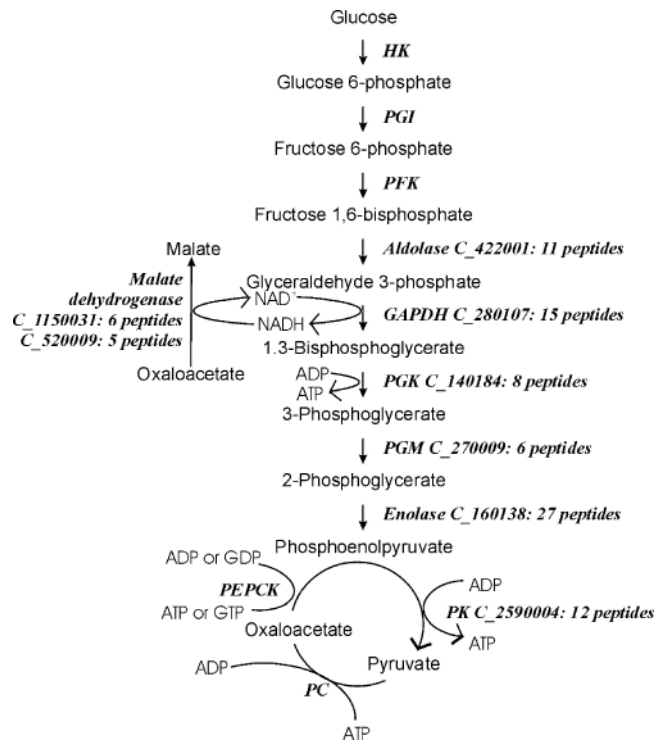 Glucose
HK
Glucose 6-phosphate
PGI
Fructose 6-phosphate
PFK
Fructose 1,6-bisphosphate
Aldolase C_422001: 11 peptides
Malate
Glyceraldehyde 3-phosphate
Malate
dehydrogenase
C_1150031: 6 peptides
C_520009: 5 peptides
NAD+
NADH
GAPDH C_280107: 15 peptides
1.3-Bisphosphoglycerate
Oxaloacetate
ADP
ATP
PGK C_140184: 8 peptides
3-Phosphoglycerate
PGM C_270009: 6 peptides
2-Phosphoglycerate
Enolase C_160138: 27 peptides
Phosphoenolpyruvate
ADP or GDP
PEPCK
ATP or GTP
ADP
PK C_2590004: 12 peptides
ATP
Oxaloacetate
Pyruvate
ADP
PC
ATP